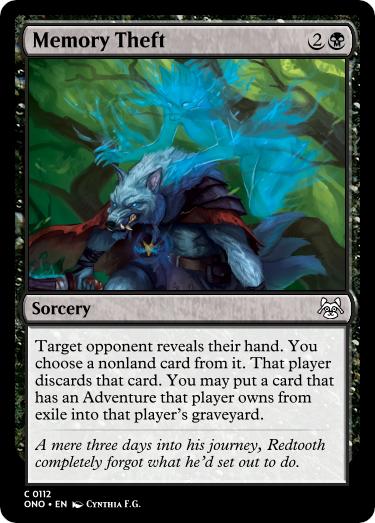 Memory Theft 2
Sorcery
Target opponent reveals their hand. You
choose a nonland card from it. That player
discards that card. You may put a card that
has an Adventure that player owns from
exile into that player's graveyard.
A mere three days into his journey, Redtooth
completely forgot what he'd set out to do.
C 0112
ONO • EN Cynthia F.G.